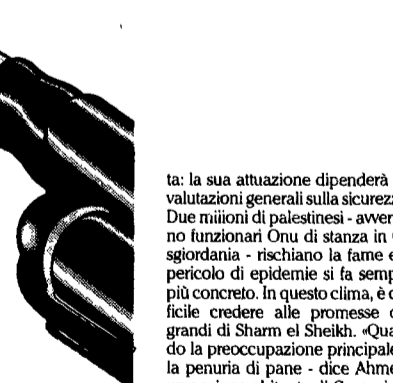 ta: la sua attuazione dipenderà
valutazioni generali sulla sicurez
Due milioni di palestinesi - avver
no funzionari Onu di stanza in
sgiordania - rischiano la fame e
pericolo di epidemie si fa semp
più concreto. In questo clima, è d
ficile credere alle promesse d
grandi di Sharm el Sheikh. «Qua
do la preoccupazione principale
la penuria di pane - dice Ahme